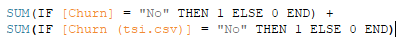 SUM(IF [Churn] = "No" THEN 1 ELSE 0 END) +
SUM(IF [Churn (tsi.csv)] = "No" THEN 1 ELSE 0 END)